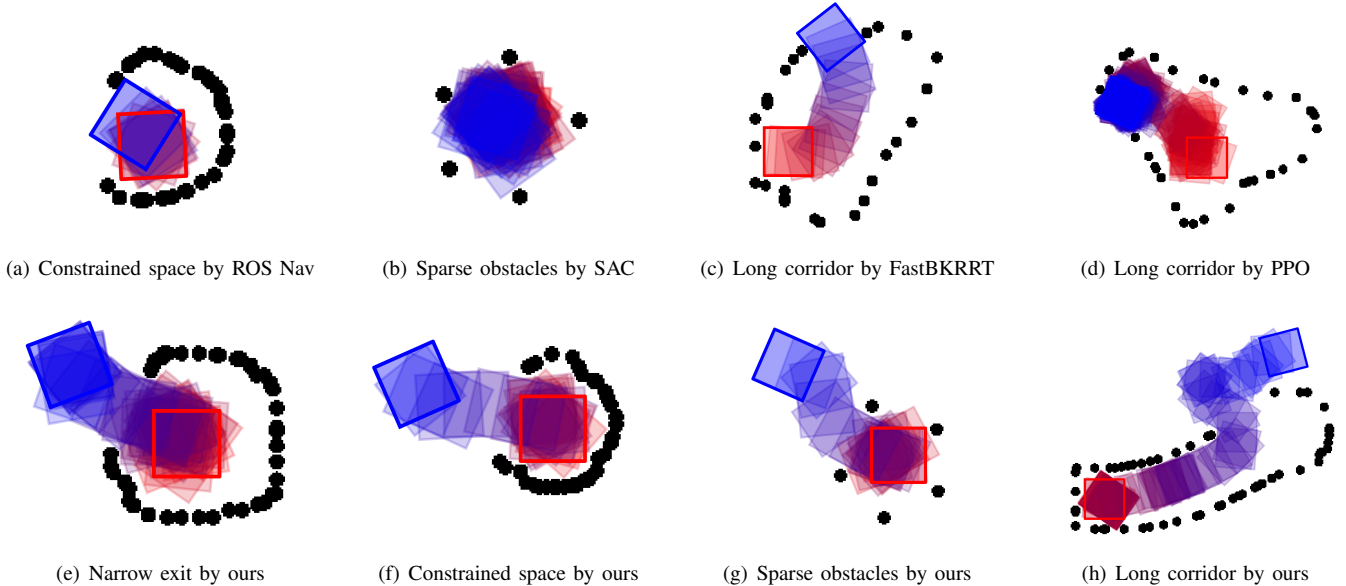 (a) Constrained space by ROS Nav
(b) Sparse obstacles by SAC
(c) Long corridor by FastBKRRT
(d) Long corridor by PPO
(e) Narrow exit by ours
(f) Constrained space by ours
(g) Sparse obstacles by ours
(h) Long corridor by ours